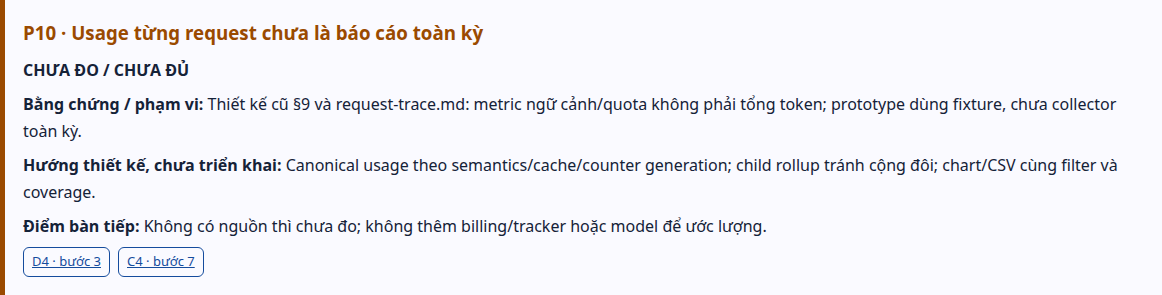 P10 · Usage từng request chưa là báo cáo toàn kỳ
CHƯA ĐO / CHƯA ĐỦ
Bằng chứng / phạm vi: Thiết kế cũ §9 và request-trace.md: metric ngữ cảnh/quota không phải tổng token; prototype dùng fixture, chưa collector
toàn kỳ.
Hướng thiết kế, chưa triển khai: Canonical usage theo semantics/cache/counter generation; child rollup tránh cộng đôi; chart/CSV cùng filter và
coverage.
Điểm bàn tiếp: Không có nguồn thì chưa đo; không thêm billing/tracker hoặc model để ước lượng.
D4 · bước 3 C4 · bước 7